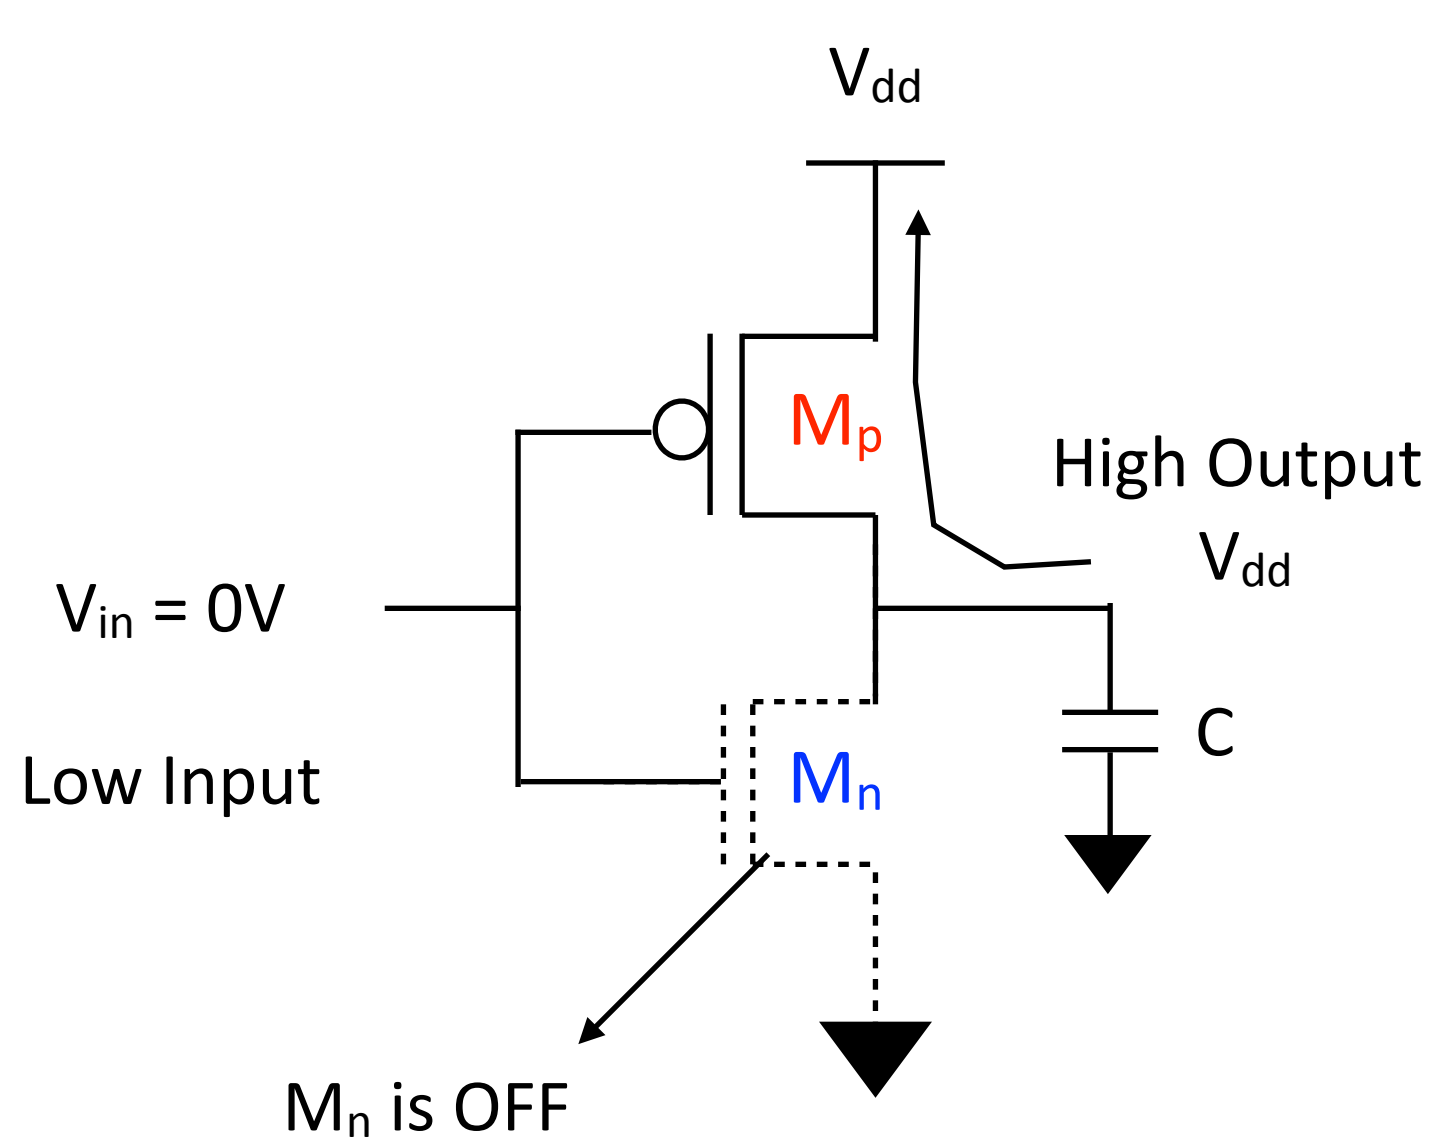 Vdd
Mp
High Output
Vdd
Vin = 0V
C
Low Input
Mn
Mn is OFF